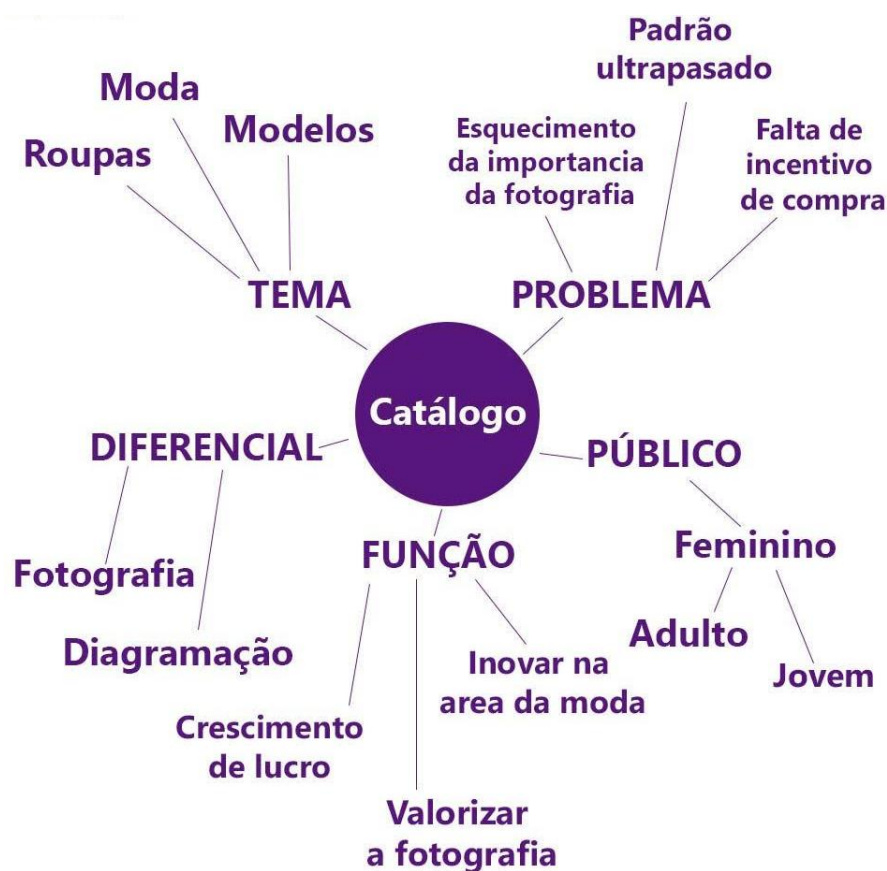 Moda
Roupas
Modelos
TEMA
Padrão
ultrapasado
Esquecimento
da importancia
da fotografia
Falta de
incentivo
de compra
PROBLEMA
Catálogo
DIFERENCIAL
Fotografia
Diagramação
PÚBLICO
Feminino
Adulto
Jovem
FUNÇÃO
Crescimento
de lucro
Valorizar
a fotografia
Inovar na
area da moda